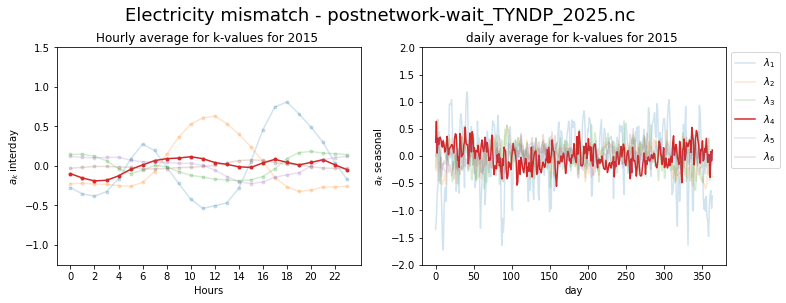 Electricity mismatch - postnetwork-wait_TYNDP_2025.nc
Hourly average for k-values for 2015
1.5
1.0
0.5
0.0
−0.5
−1.0
a_k interday
0 2 4 6 8 10 12 14 16 18 20 22
Hours
daily average for k-values for 2015
2.0
1.5
1.0
0.5
0.0
−0.5
−1.0
−1.5
−2.0
a_k seasonal
0 50 100 150 200 250 300 350
day
λ₁
λ₂
λ₃
λ₄
λ₅
λ₆